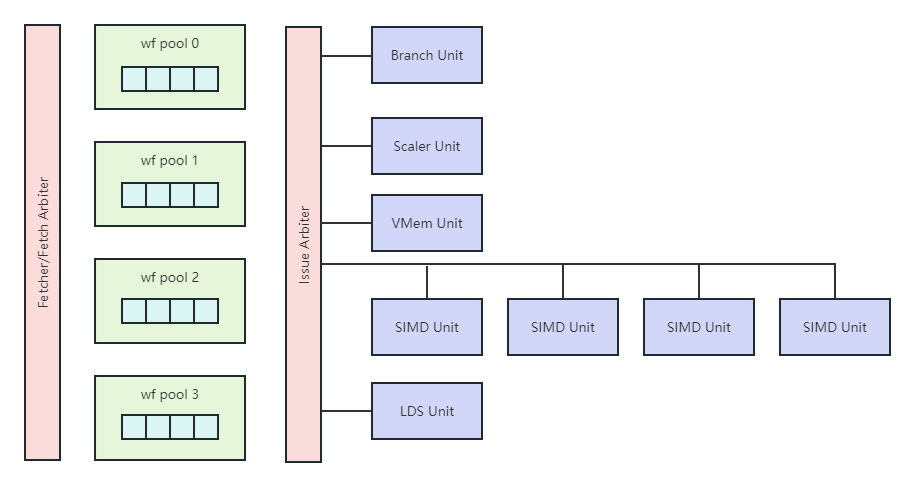 Fetcher/Fetch Arbiter
wf pool 0
wf pool 1
wf pool 2
wf pool 3
Issue Arbiter
Branch Unit
Scaler Unit
VMem Unit
SIMD Unit
SIMD Unit
SIMD Unit
SIMD Unit
LDS Unit